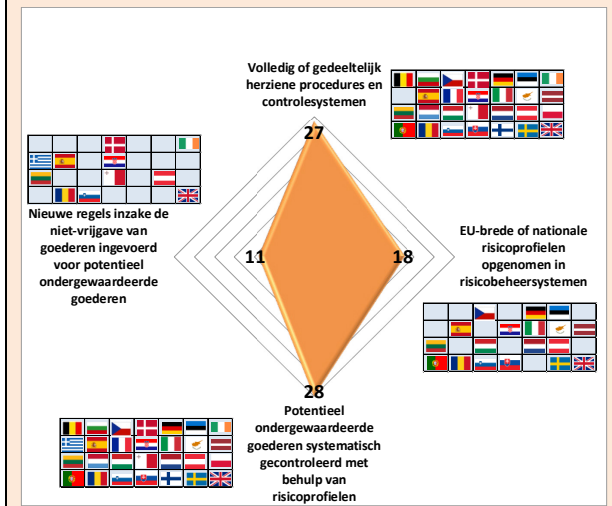 Volledig of gedeeltelijk
herziene procedures en
controlesystemen
27
Nieuwe regels inzake de
niet-vrijgave van
goederen ingevoerd
voor potentieel
ondergewaardeerde
goederen
11
18
EU-brede of nationale
risicoprofielen
opgenomen in
risicobeheersystemen
28
Potentieel
ondergewaardeerde
goederen systematisch
gecontroleerd met
behulp van
risicoprofielen